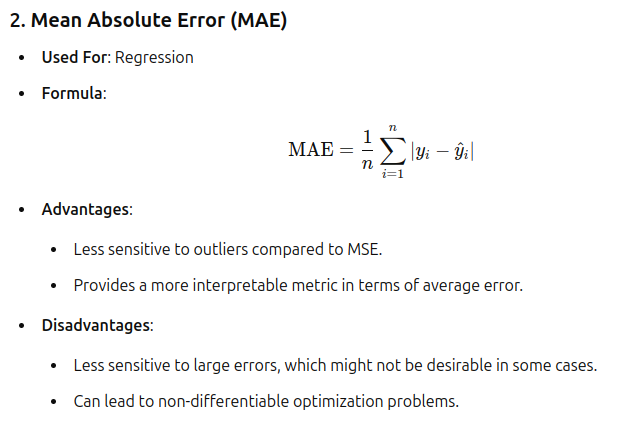 2. Mean Absolute Error (MAE)
• Used For: Regression
• Formula:
MAE = \frac{1}{n} \sum_{i=1}^{n} |y_i - \hat{y}_i|
• Advantages:
• Less sensitive to outliers compared to MSE.
• Provides a more interpretable metric in terms of average error.
• Disadvantages:
• Less sensitive to large errors, which might not be desirable in some cases.
• Can lead to non-differentiable optimization problems.